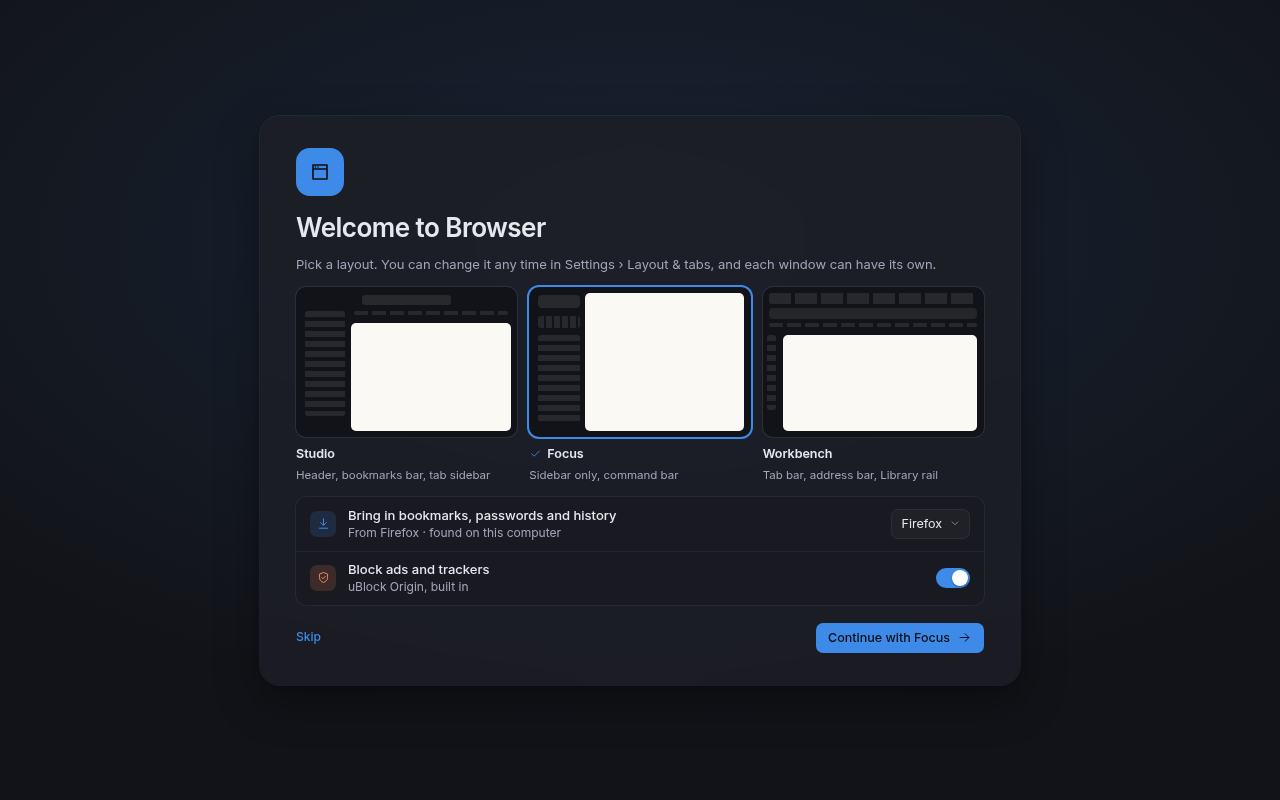 Welcome to Browser
Pick a layout. You can change it any time in Settings › Layout & tabs, and each window can have its own.
Studio
Header, bookmarks bar, tab sidebar
Focus
Sidebar only, command bar
Workbench
Tab bar, address bar, Library rail
Bring in bookmarks, passwords and history
From Firefox · found on this computer
Firefox
Block ads and trackers
uBlock Origin, built in
Skip
Continue with Focus